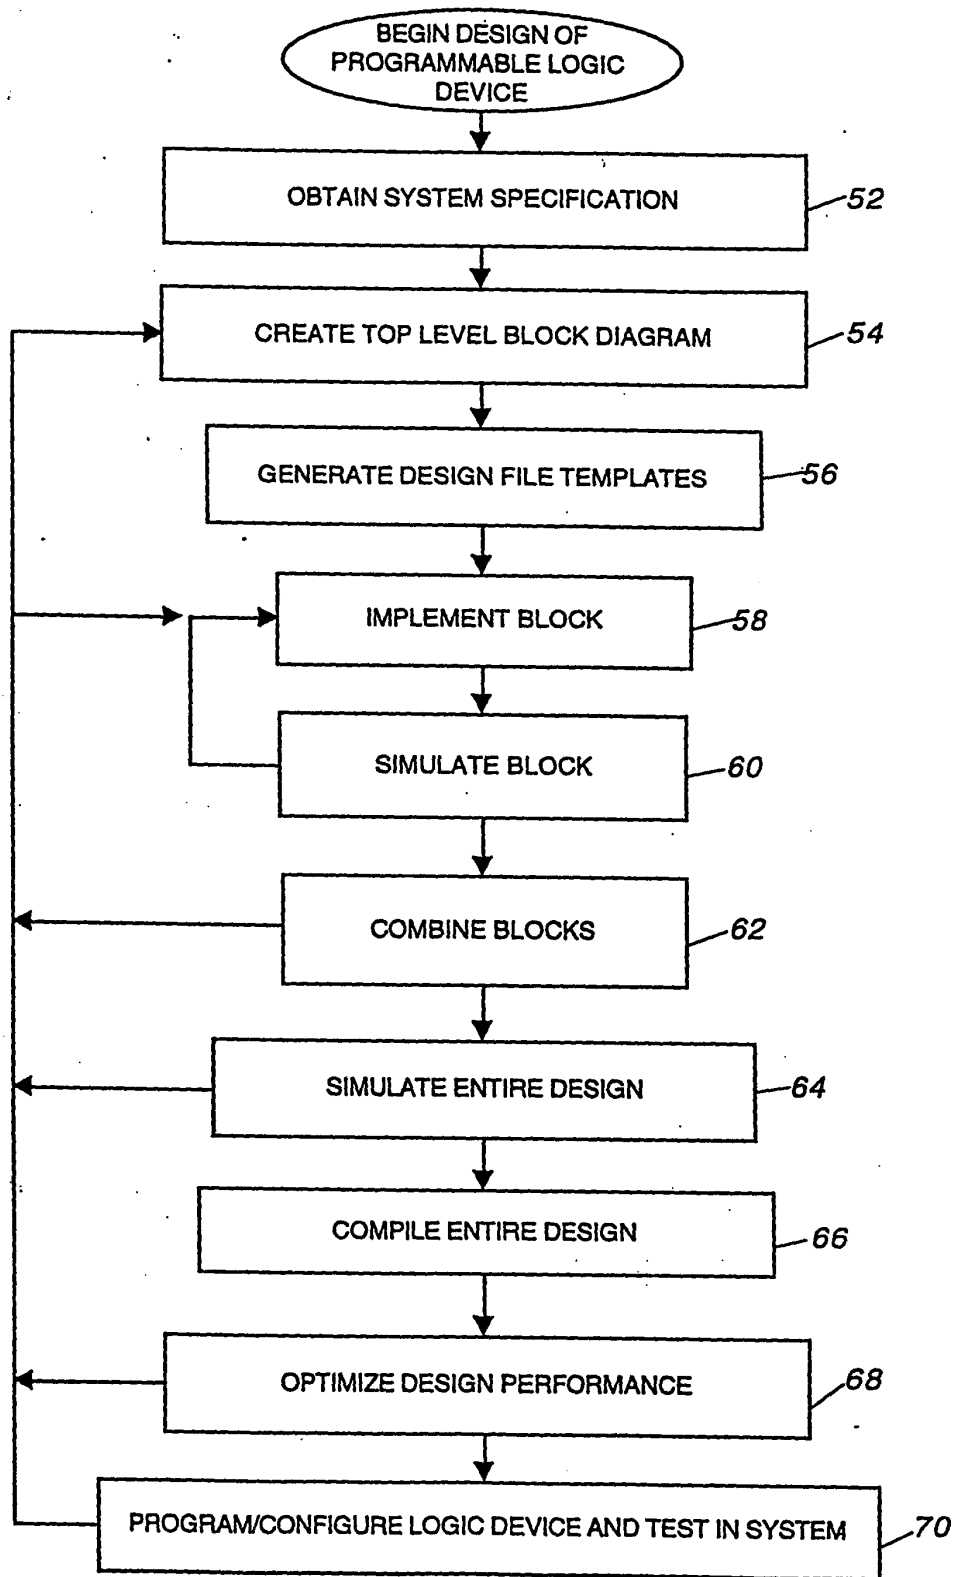 BEGIN DESIGN OF
PROGRAMMABLE LOGIC
DEVICE
OBTAIN SYSTEM SPECIFICATION
52
CREATE TOP LEVEL BLOCK DIAGRAM
54
GENERATE DESIGN FILE TEMPLATES
56
IMPLEMENT BLOCK
58
SIMULATE BLOCK
60
COMBINE BLOCKS
62
SIMULATE ENTIRE DESIGN
64
COMPILE ENTIRE DESIGN
66
OPTIMIZE DESIGN PERFORMANCE
68
PROGRAM/CONFIGURE LOGIC DEVICE AND TEST IN SYSTEM
70